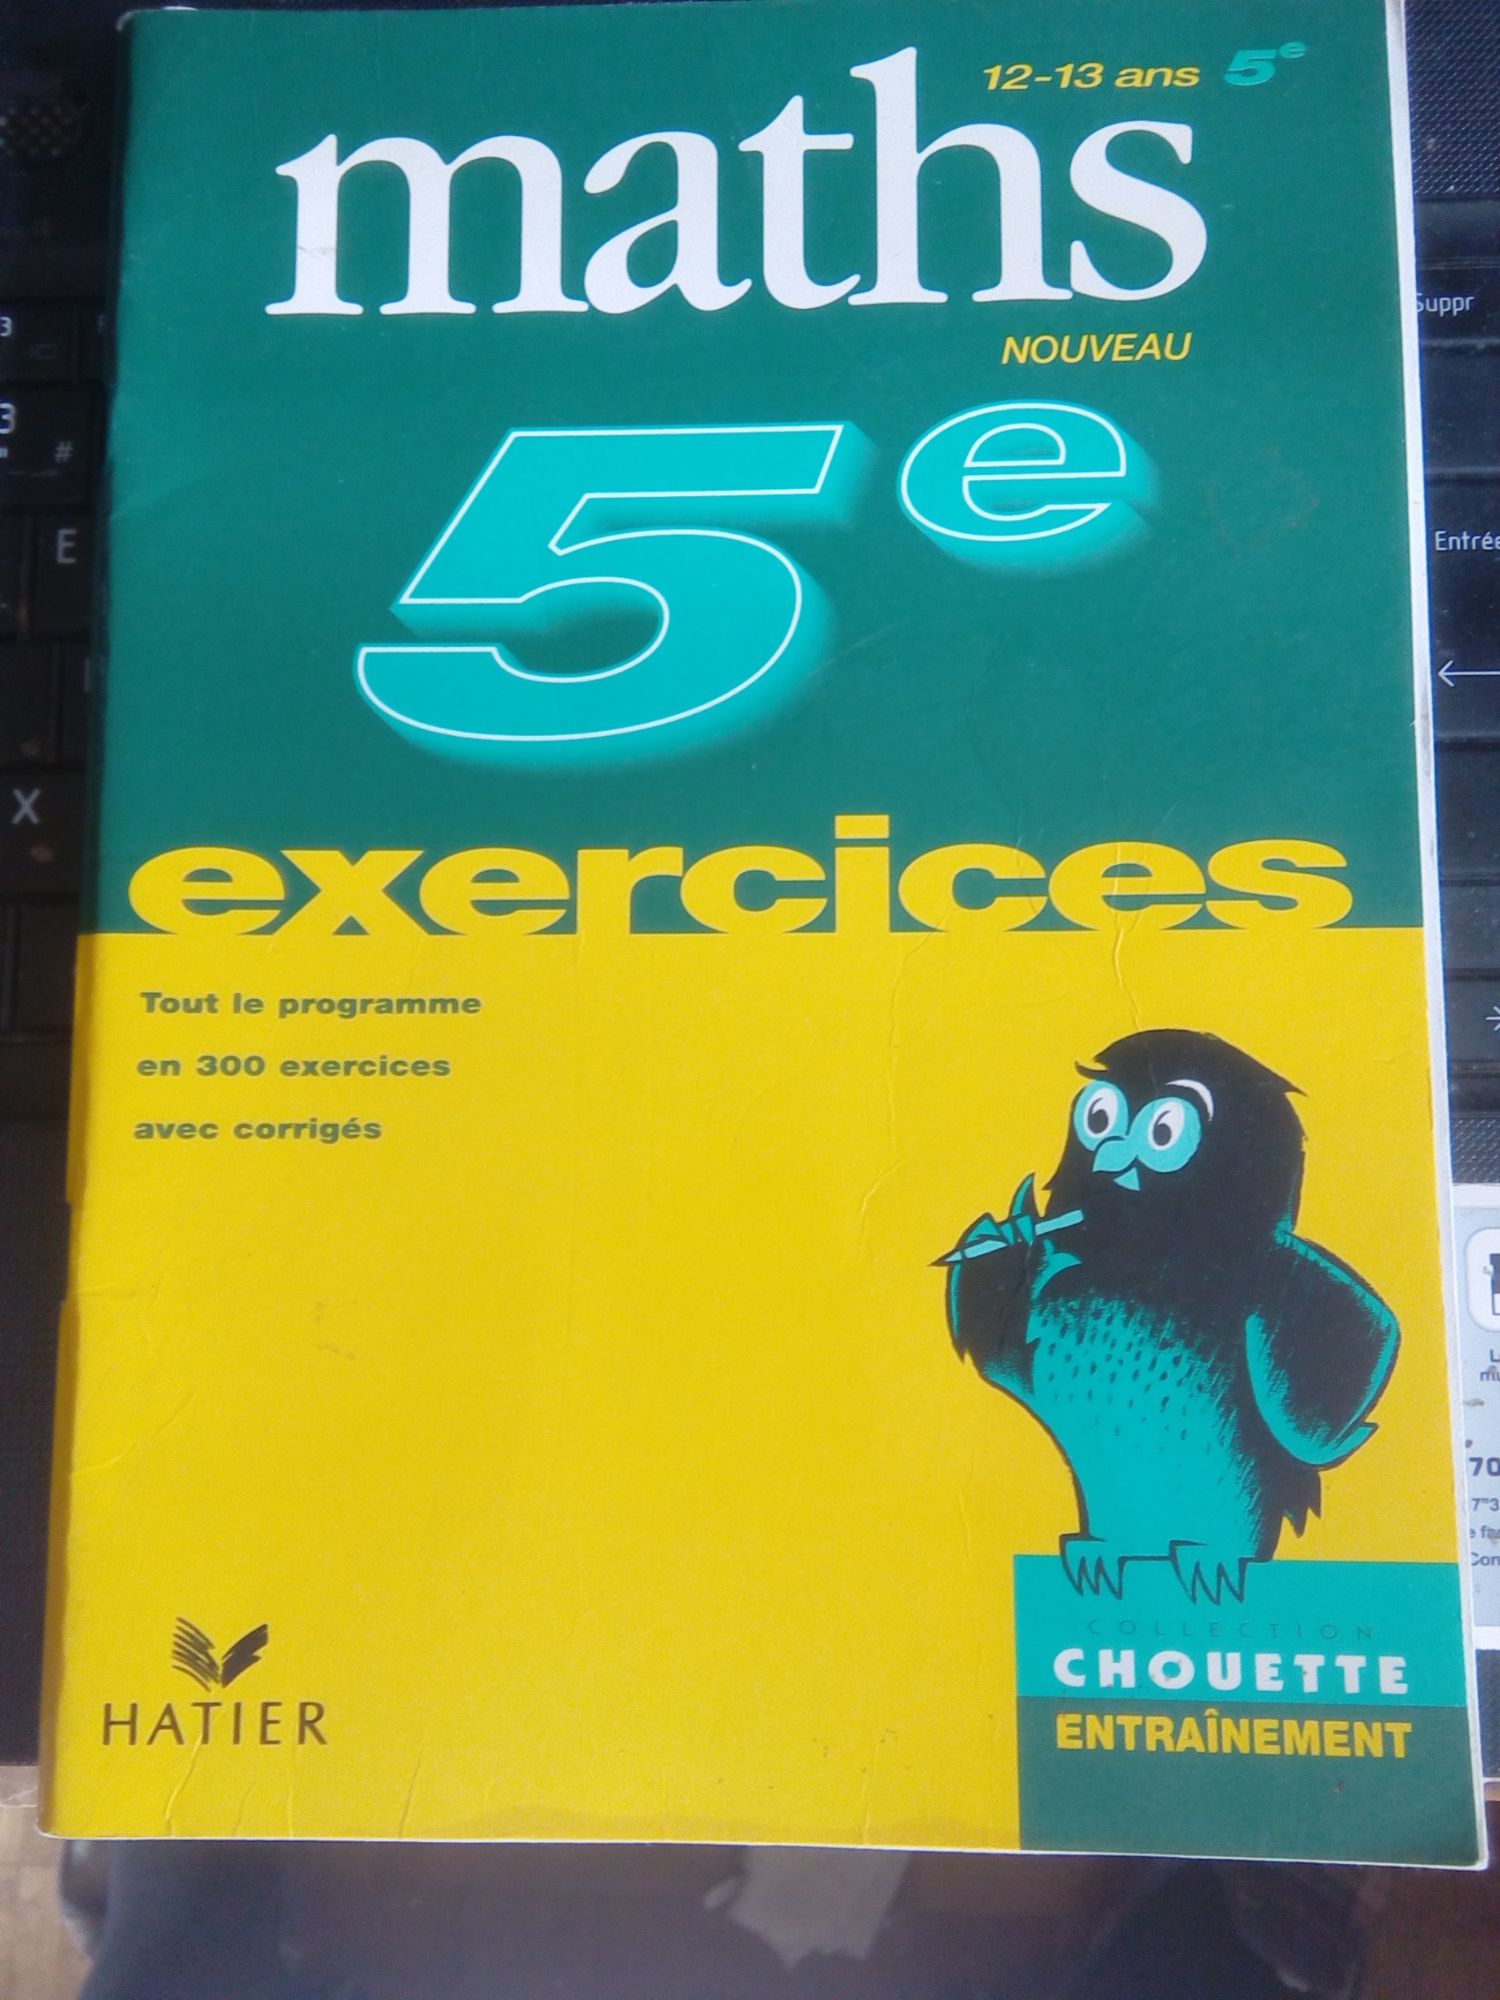 12-13 ans 5e
maths
NOUVEAU
5e
exercices
Tout le programme
en 300 exercices
avec corrigés
COLLECTION
CHOUETTE
ENTRAÎNEMENT
HATIER
Suppr
Entrée
3
#
E
X